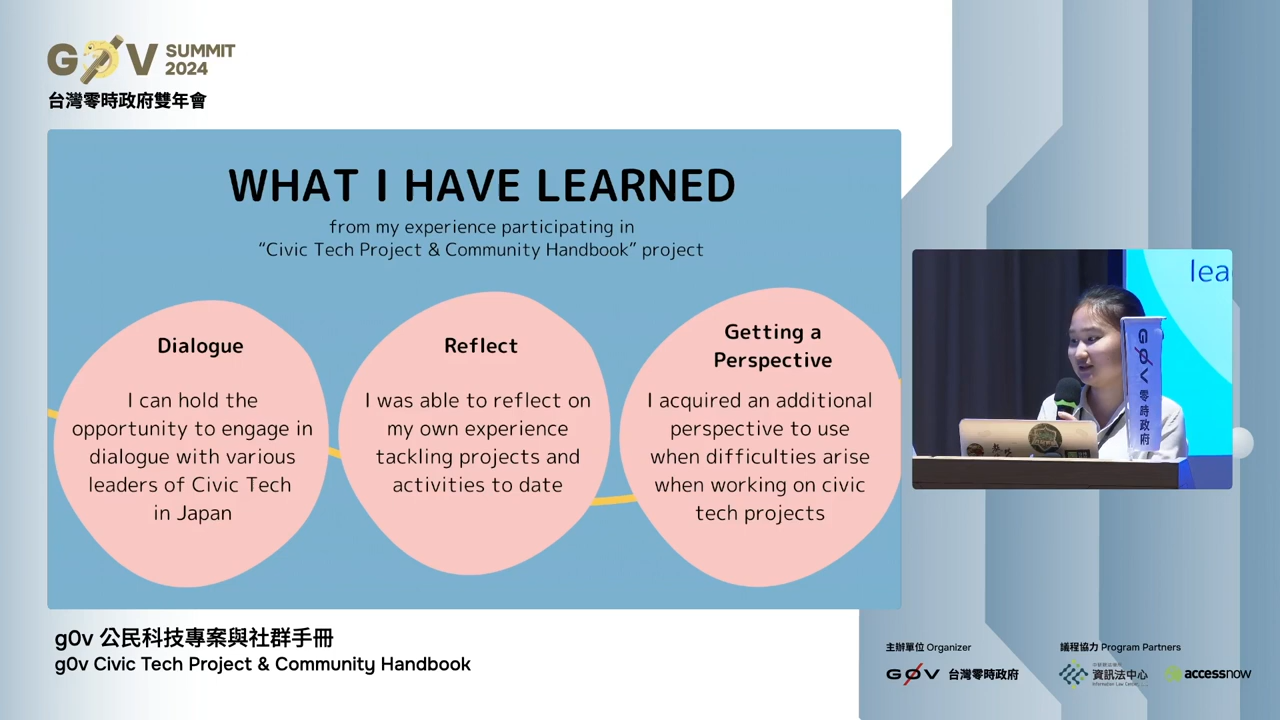 G0V SUMMIT 2024
台灣零時政府雙年會
WHAT I HAVE LEARNED
from my experience participating in
“Civic Tech Project & Community Handbook” project
Dialogue
I can hold the
opportunity to engage in
dialogue with various
leaders of Civic Tech
in Japan
Reflect
I was able to reflect on
my own experience
tackling projects and
activities to date
Getting a
Perspective
I acquired an additional
perspective to use
when difficulties arise
when working on civic
tech projects
lea
G0V 零時政府
g0v 公民科技專案與社群手冊
g0v Civic Tech Project & Community Handbook
主辦單位 Organizer
G0V 台灣零時政府
議程協力 Program Partners
資訊法中心
Information Law Center
accessnow